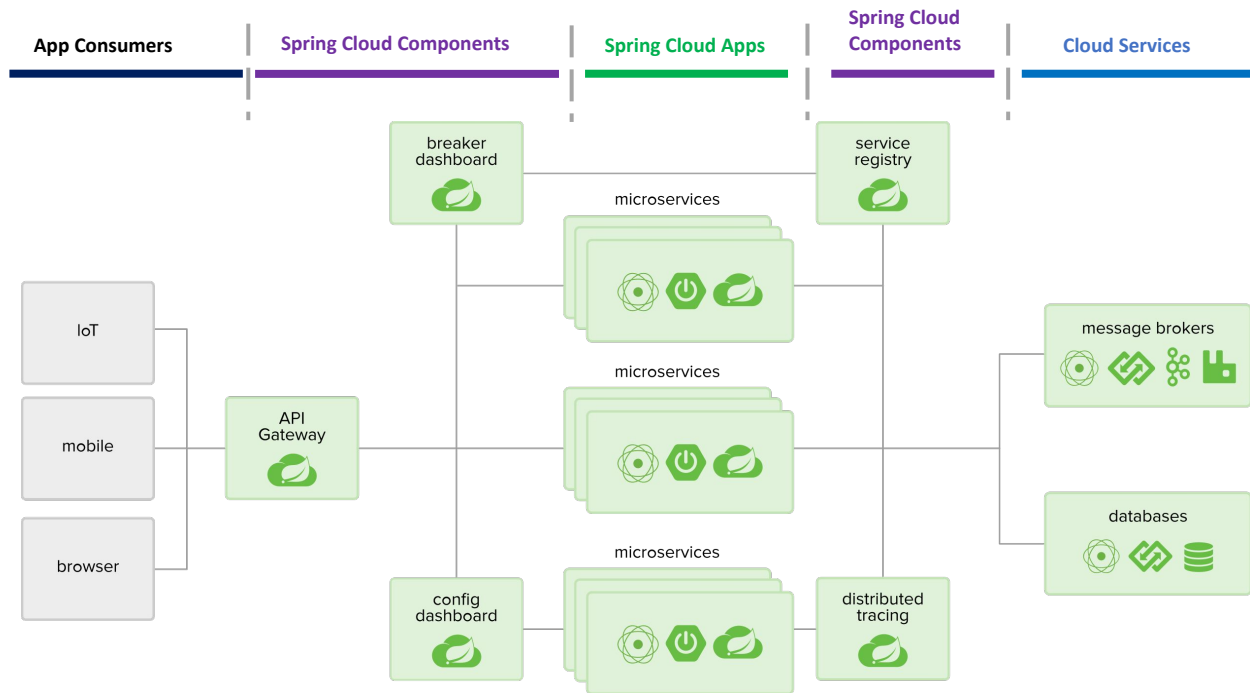 App Consumers
Spring Cloud Components
Spring Cloud Apps
Spring Cloud
Components
Cloud Services
breaker
dashboard
service
registry
microservices
IoT
message brokers
microservices
API
Gateway
mobile
databases
microservices
browser
config
dashboard
distributed
tracing